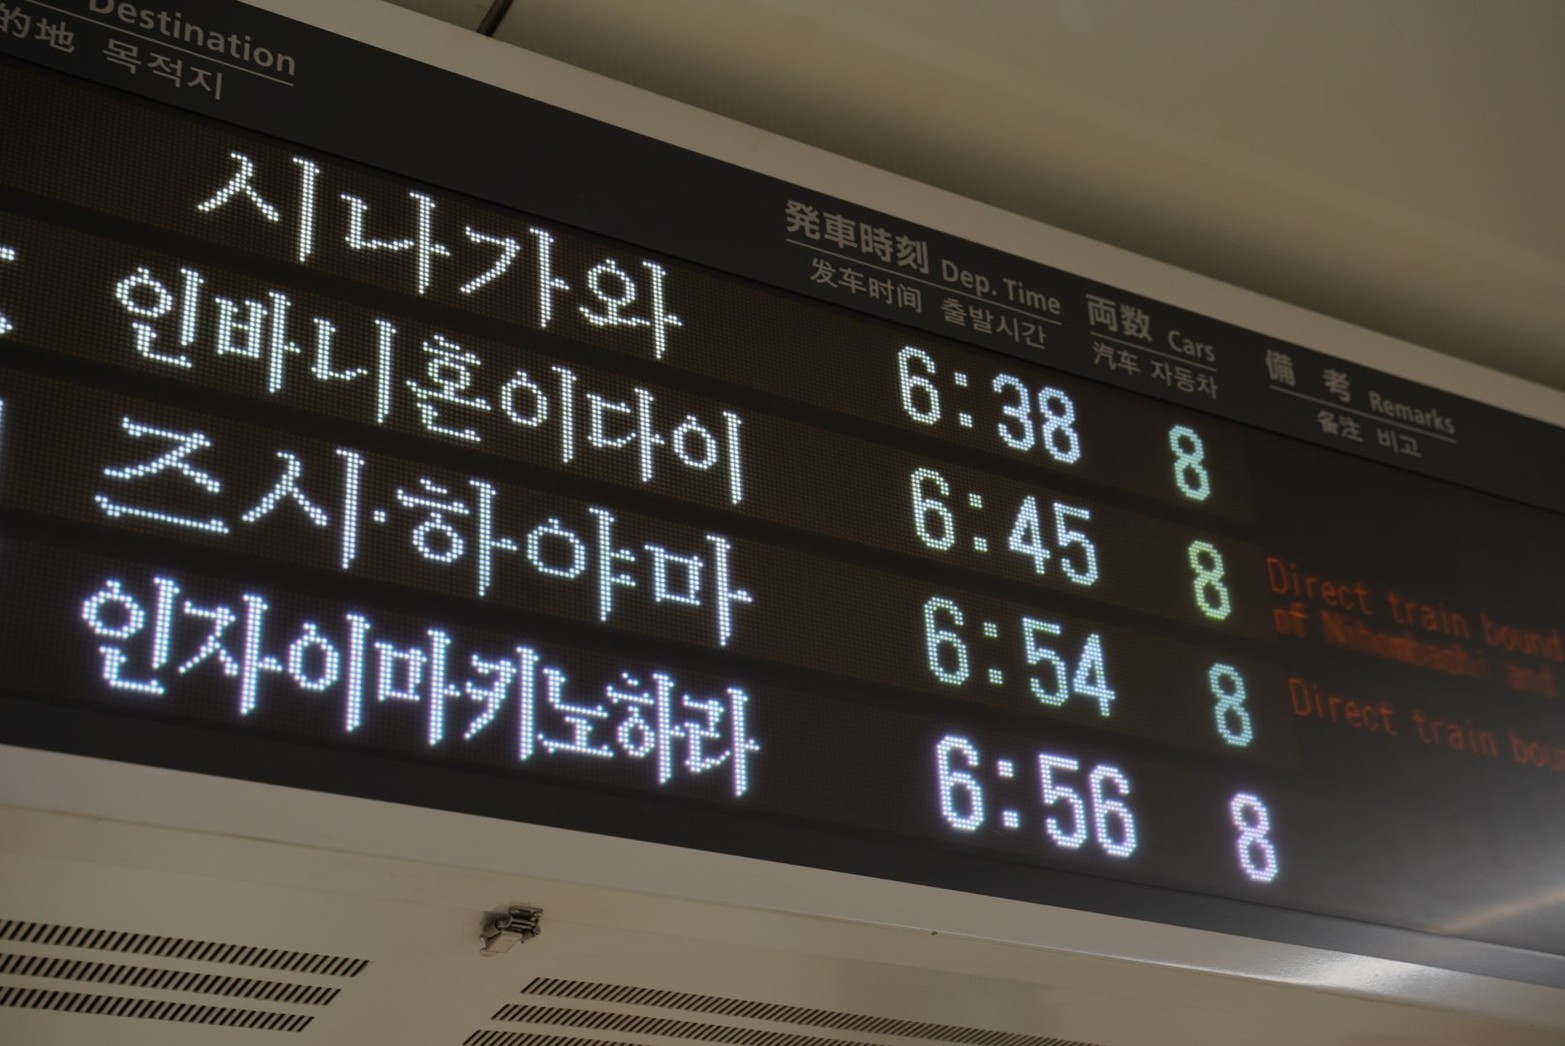 Destination
的地 목적지
発車時刻 Dep. Time
发车时间 출발시간
両数 Cars
汽车 자동차
備考 Remarks
备注 비고
시나가와 6:38 8
인바니혼이다이 6:45 8
Direct train bound
of Nihombashi and
즈시·하야마 6:54 8
Direct train bou
인자이마키노하라 6:56 8